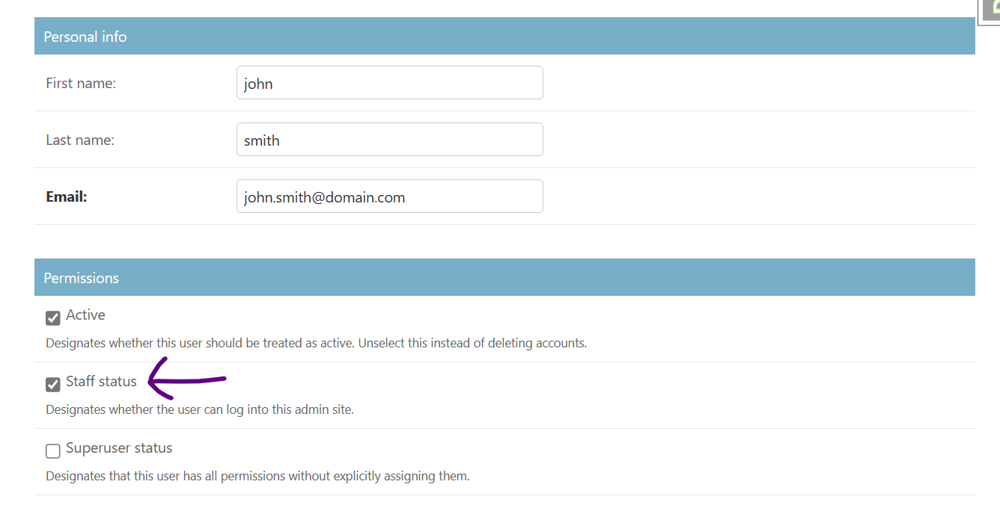 Personal info
First name: john
Last name: smith
Email: john.smith@domain.com
Permissions
Active
Designates whether this user should be treated as active. Unselect this instead of deleting accounts.
Staff status
Designates whether the user can log into this admin site.
Superuser status
Designates that this user has all permissions without explicitly assigning them.